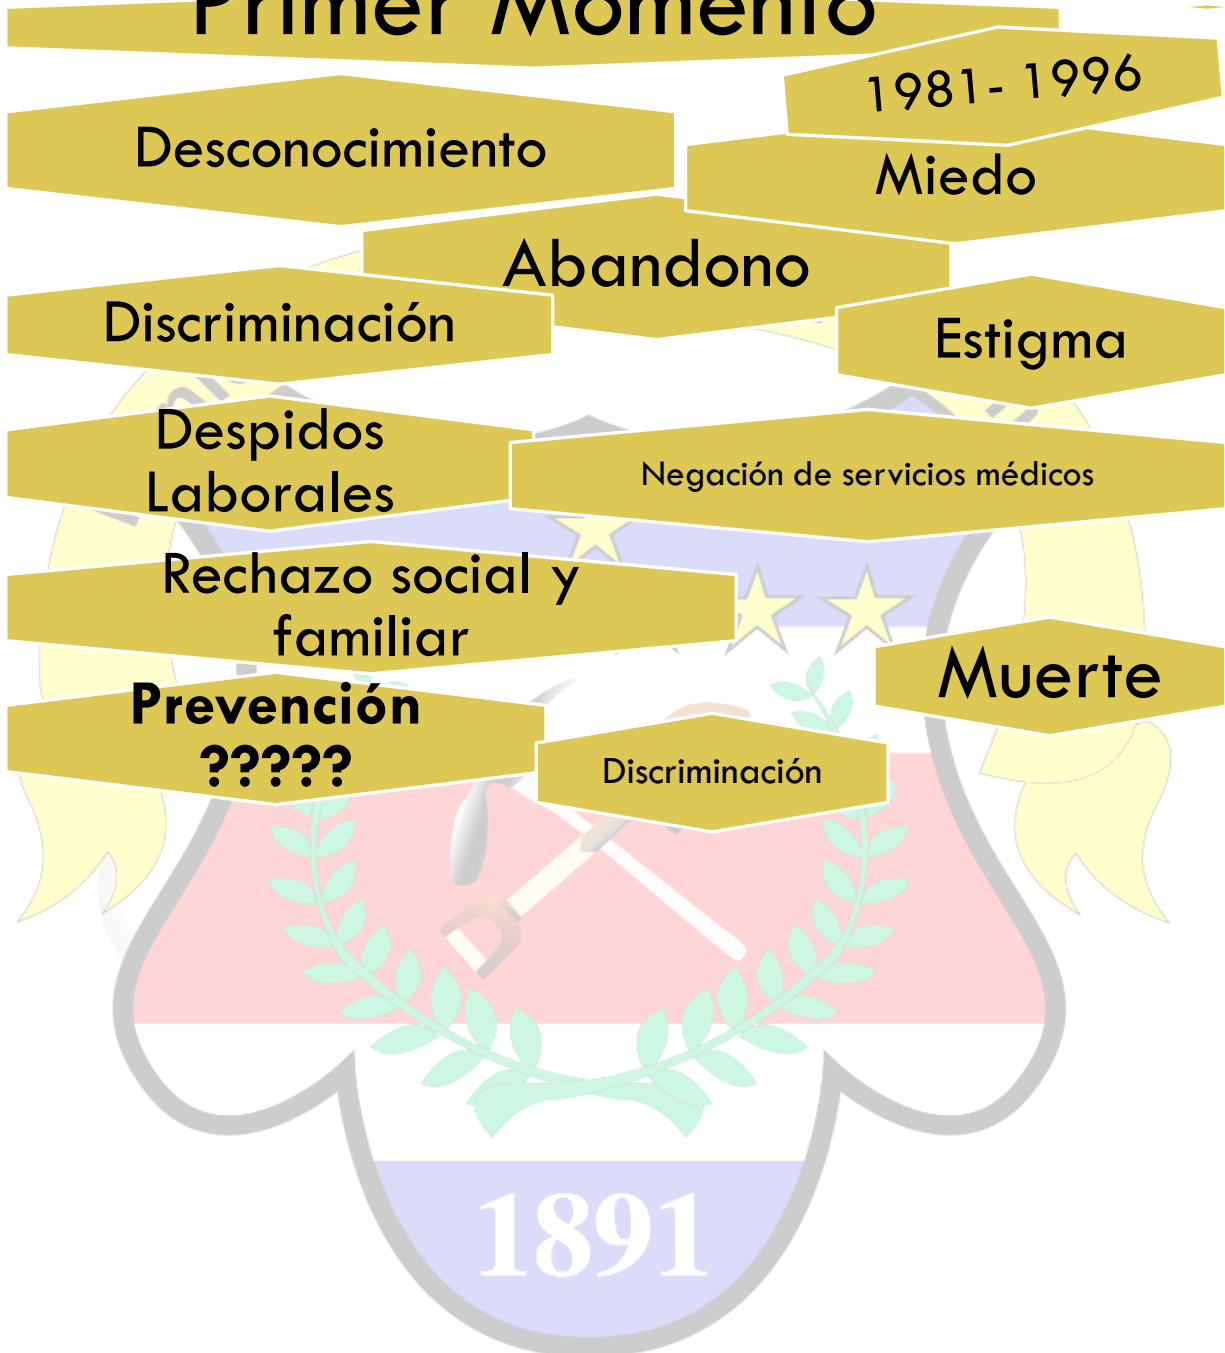 Primer Momento
1981- 1996
Desconocimiento
Miedo
Abandono
Discriminación
Estigma
Despidos
Laborales
Negación de servicios médicos
Rechazo social y
familiar
Muerte
Prevención
?????
Discriminación
1891